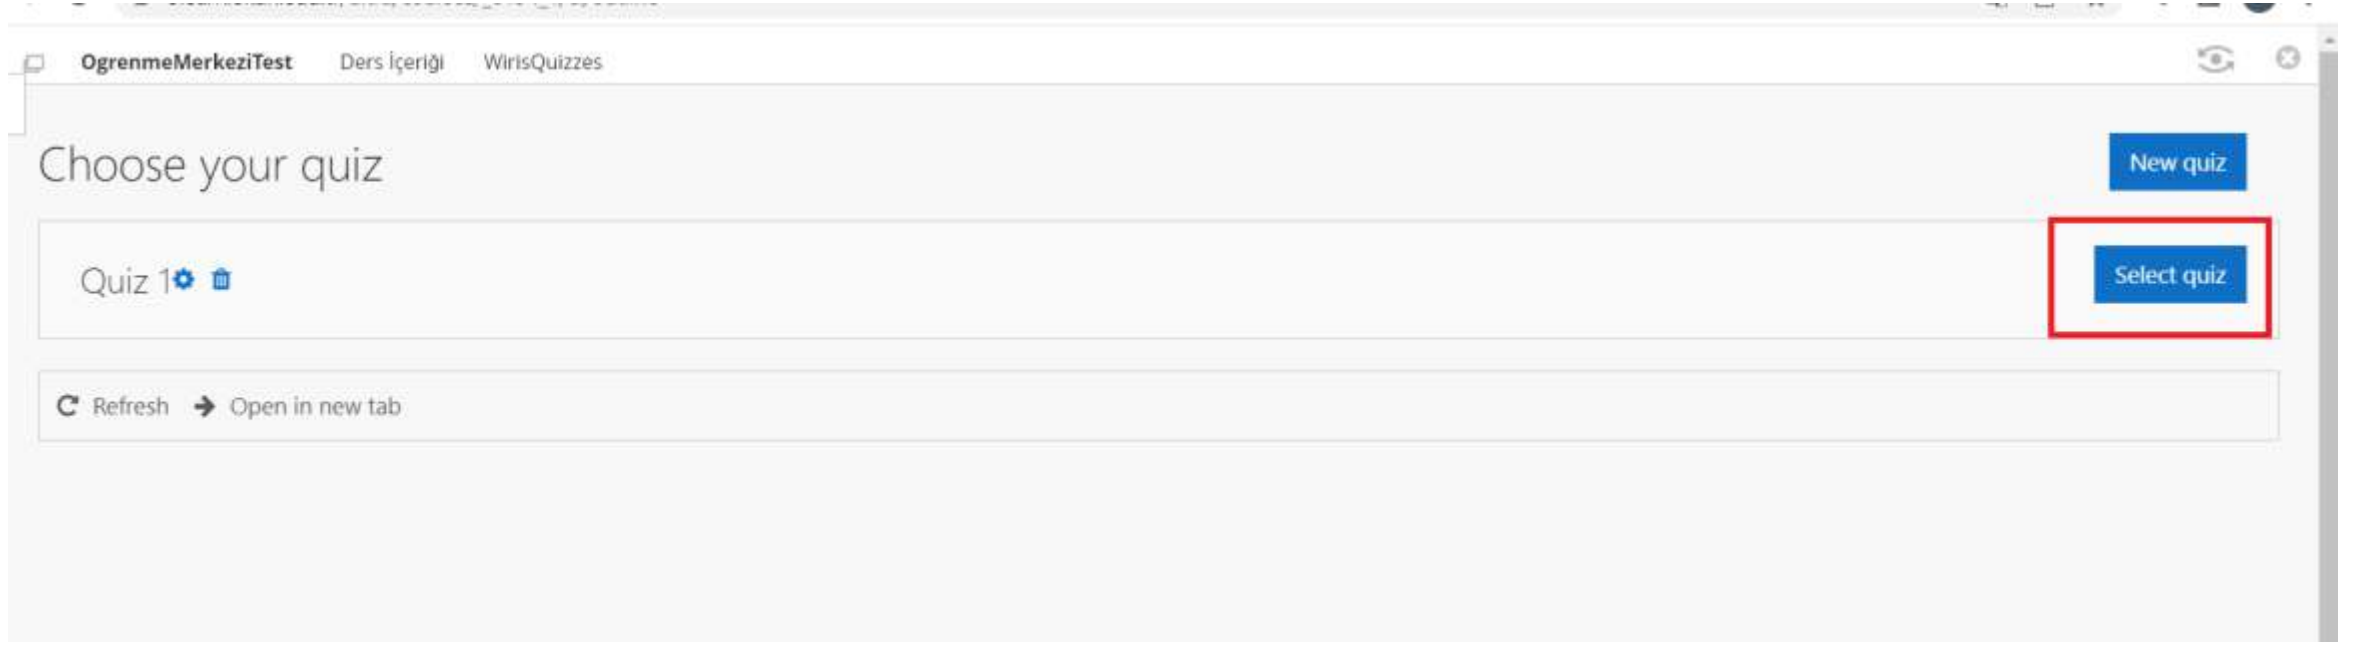 OgrenmeMerkeziTest Ders İçeriği WirisQuizzes
Choose your quiz
New quiz
Quiz 1
Select quiz
Refresh Open in new tab